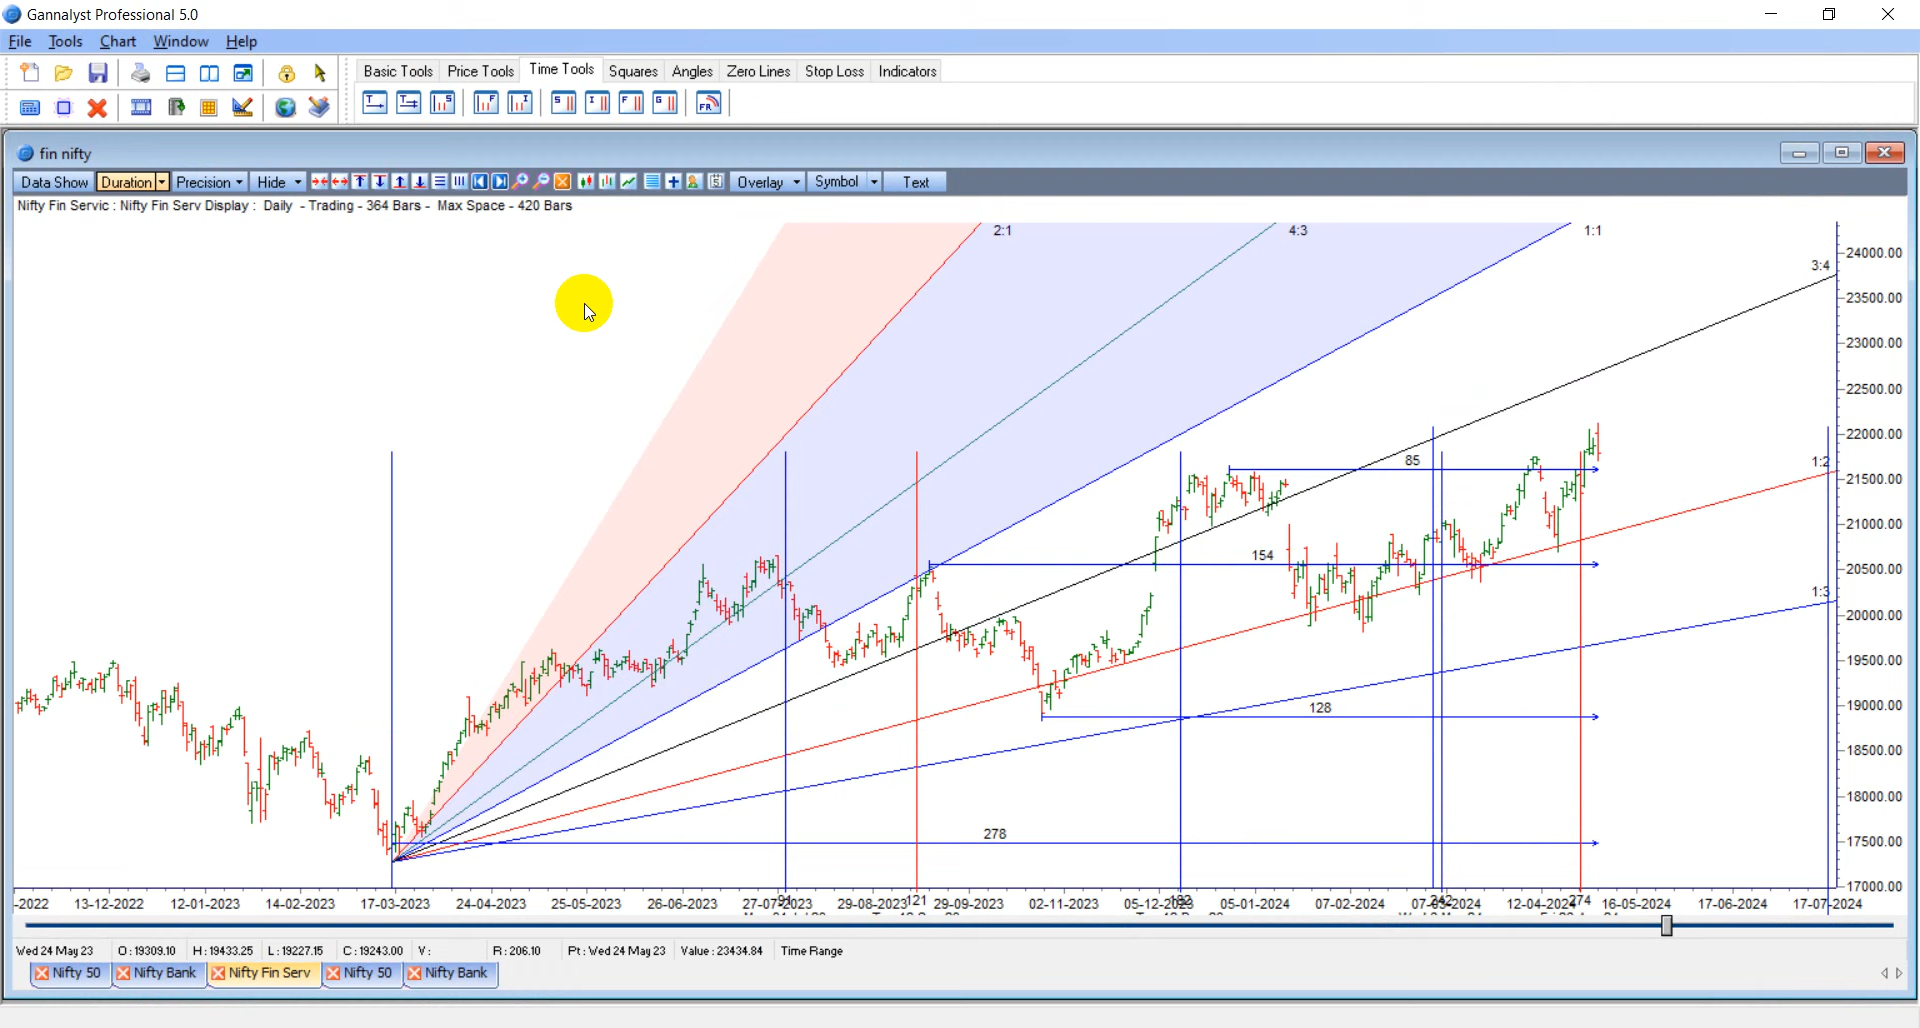 Gannalyst Professional 5.0
File Tools Chart Window Help
Basic Tools Price Tools Time Tools Squares Angles Zero Lines Stop Loss Indicators
fin nifty
Data Show Duration Precision Hide Overlay Symbol Text
Nifty Fin Servic : Nifty Fin Serv Display : Daily - Trading - 364 Bars - Max Space - 420 Bars
2:1 4:3 1:1
24000.00
3:4
23500.00
23000.00
22500.00
22000.00
85 1:2
21500.00
21000.00
154
20500.00
1:3
20000.00
19500.00
128
19000.00
18500.00
18000.00
278
17500.00
17000.00
-2022 13-12-2022 12-01-2023 14-02-2023 17-03-2023 24-04-2023 25-05-2023 26-06-2023 29-08-2023 121 29-09-2023 02-11-2023 05-01-2024 07-02-2024 12-04-2024 274 16-05-2024 17-06-2024 17-07-2024
Wed 24 May 23 O:19309.10 H:19433.25 L:19227.15 C:19243.00 V: R:206.10 Pt:Wed 24 May 23 Value:23434.84 Time Range
Nifty 50 Nifty Bank Nifty Fin Serv Nifty 50 Nifty Bank